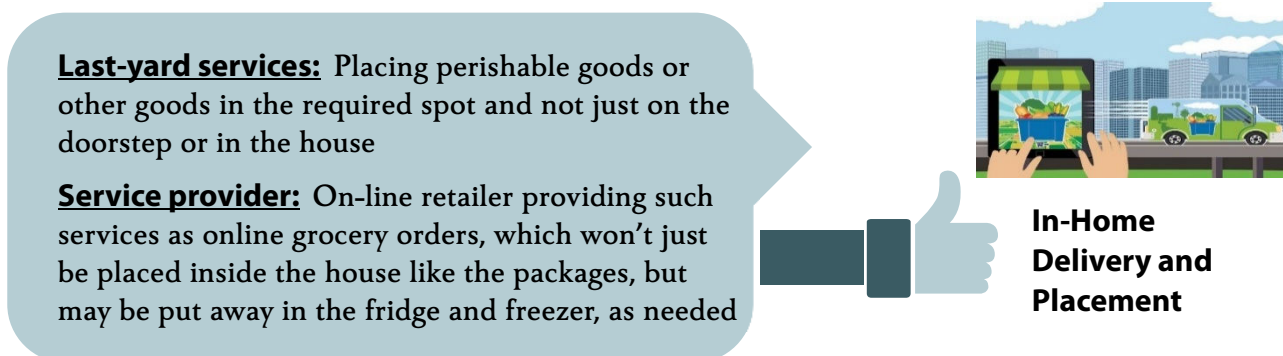 Last-yard services: Placing perishable goods or
other goods in the required spot and not just on the
doorstep or in the house
Service provider: On-line retailer providing such
services as online grocery orders, which won’t just
be placed inside the house like the packages, but
may be put away in the fridge and freezer, as needed
In-Home
Delivery and
Placement